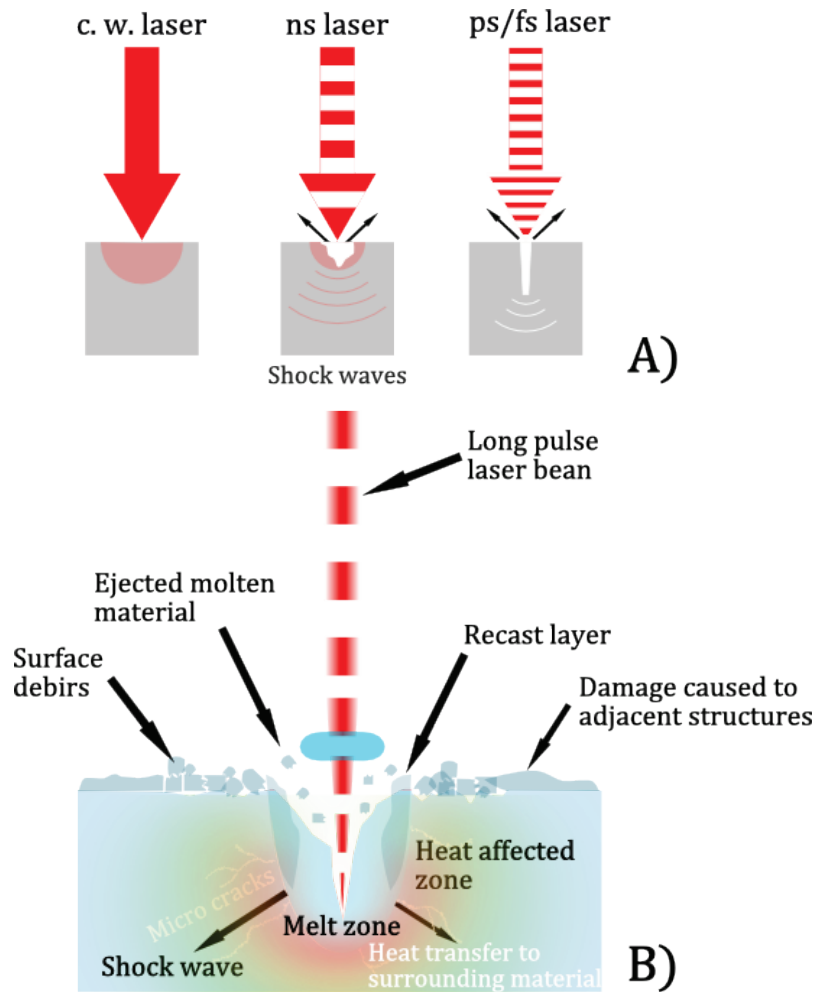 c. w. laser
ns laser
ps/fs laser
Shock waves
A)
Long pulse
laser bean
Ejected molten
material
Surface
debirs
Recast layer
Damage caused to
adjacent structures
Heat affected
zone
Micro cracks
Melt zone
Shock wave
Heat transfer to
surrounding material
B)